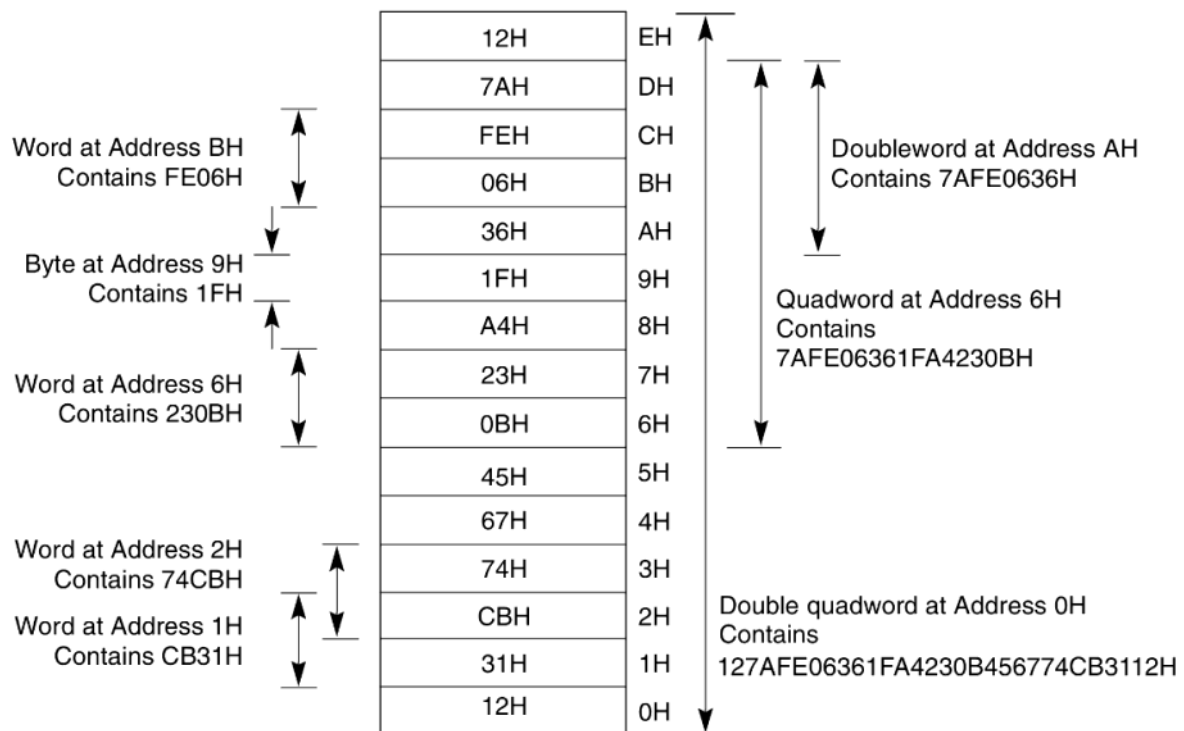 12H EH
7AH DH
FEH CH
06H BH
36H AH
1FH 9H
A4H 8H
23H 7H
0BH 6H
45H 5H
67H 4H
74H 3H
CBH 2H
31H 1H
12H 0H
Word at Address BH
Contains FE06H
Byte at Address 9H
Contains 1FH
Word at Address 6H
Contains 230BH
Word at Address 2H
Contains 74CBH
Word at Address 1H
Contains CB31H
Doubleword at Address AH
Contains 7AFE0636H
Quadword at Address 6H
Contains
7AFE06361FA4230BH
Double quadword at Address 0H
Contains
127AFE06361FA4230B456774CB3112H